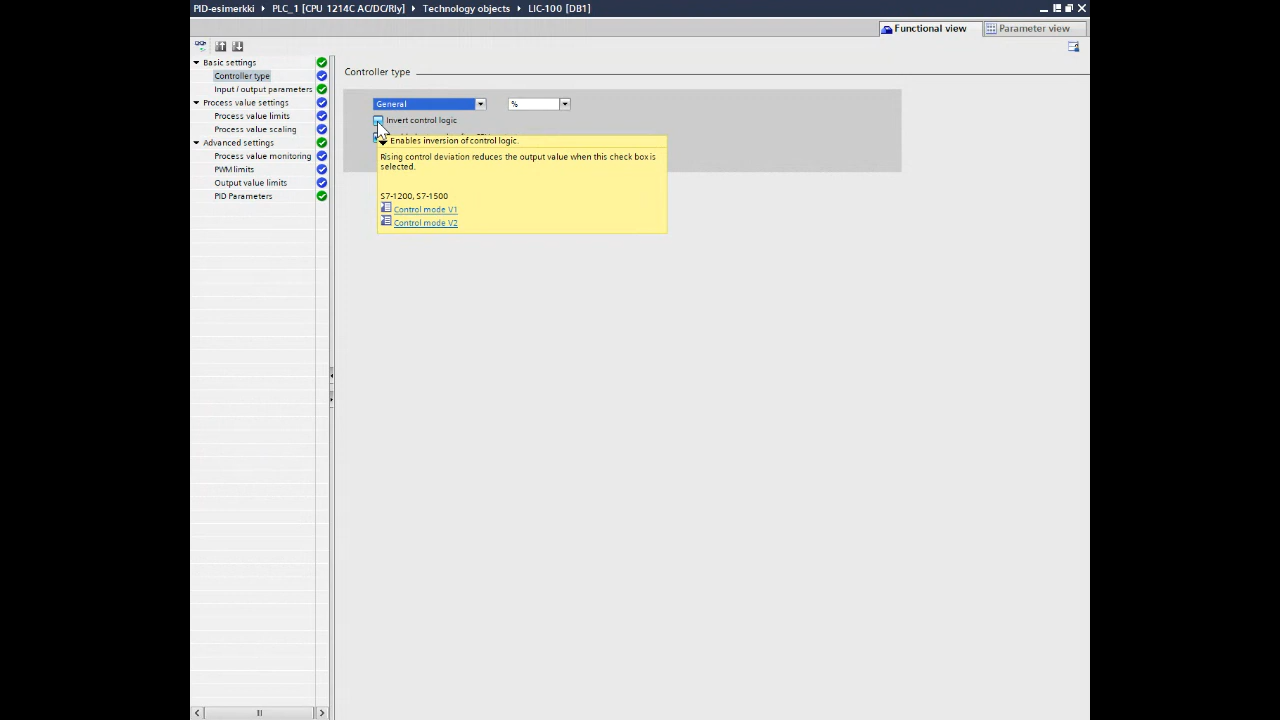 PID-esimerkki PLC_1 [CPU 1214C AC/DC/Rly] Technology objects LIC-100 [DB1]
Functional view
Parameter view
Basic settings
Controller type
Input / output parameters
Process value settings
Process value limits
Process value scaling
Advanced settings
Process value monitoring
PWM limits
Output value limits
PID Parameters
Controller type
General
%
Invert control logic
Enables inversion of control logic.
Rising control deviation reduces the output value when this check box is
selected.
S7-1200, S7-1500
Control mode V1
Control mode V2